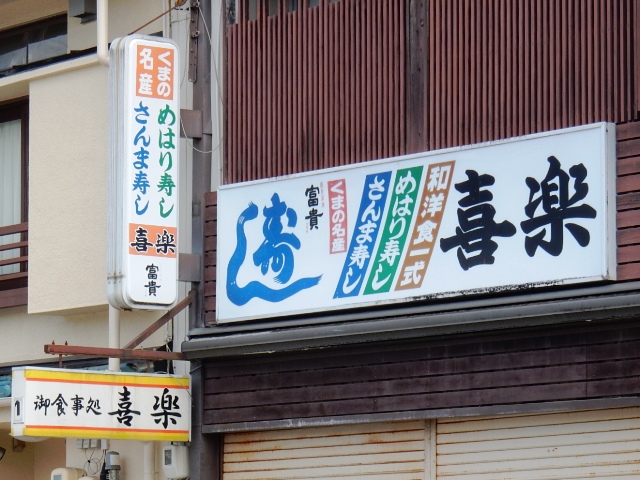 くまの
名産
めはり寿し
さんま寿し
喜楽
富貴
御食事処 喜楽
寿し
富貴
くまの名産
さんま寿し
めはり寿し
和洋食一式
喜楽